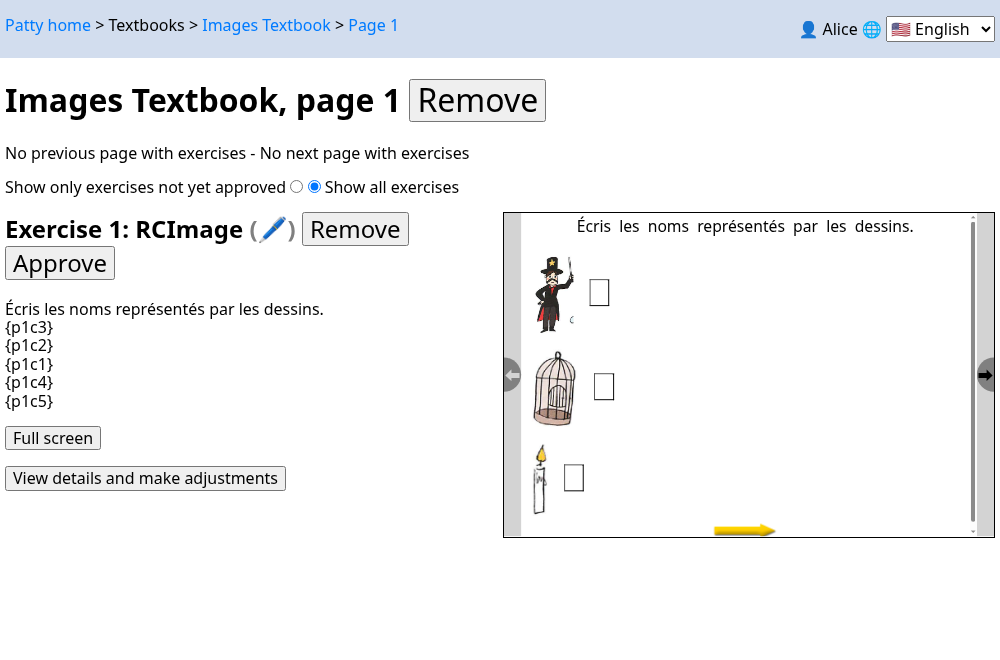 Patty home > Textbooks > Images Textbook > Page 1
👤 Alice 🌐 🇺🇸 English
Images Textbook, page 1 Remove
No previous page with exercises - No next page with exercises
Show only exercises not yet approved Show all exercises
Exercise 1: RCImage (🖊️) Remove
Approve
Écris les noms représentés par les dessins.
{p1c3}
{p1c2}
{p1c1}
{p1c4}
{p1c5}
Full screen
View details and make adjustments
Écris les noms représentés par les dessins.